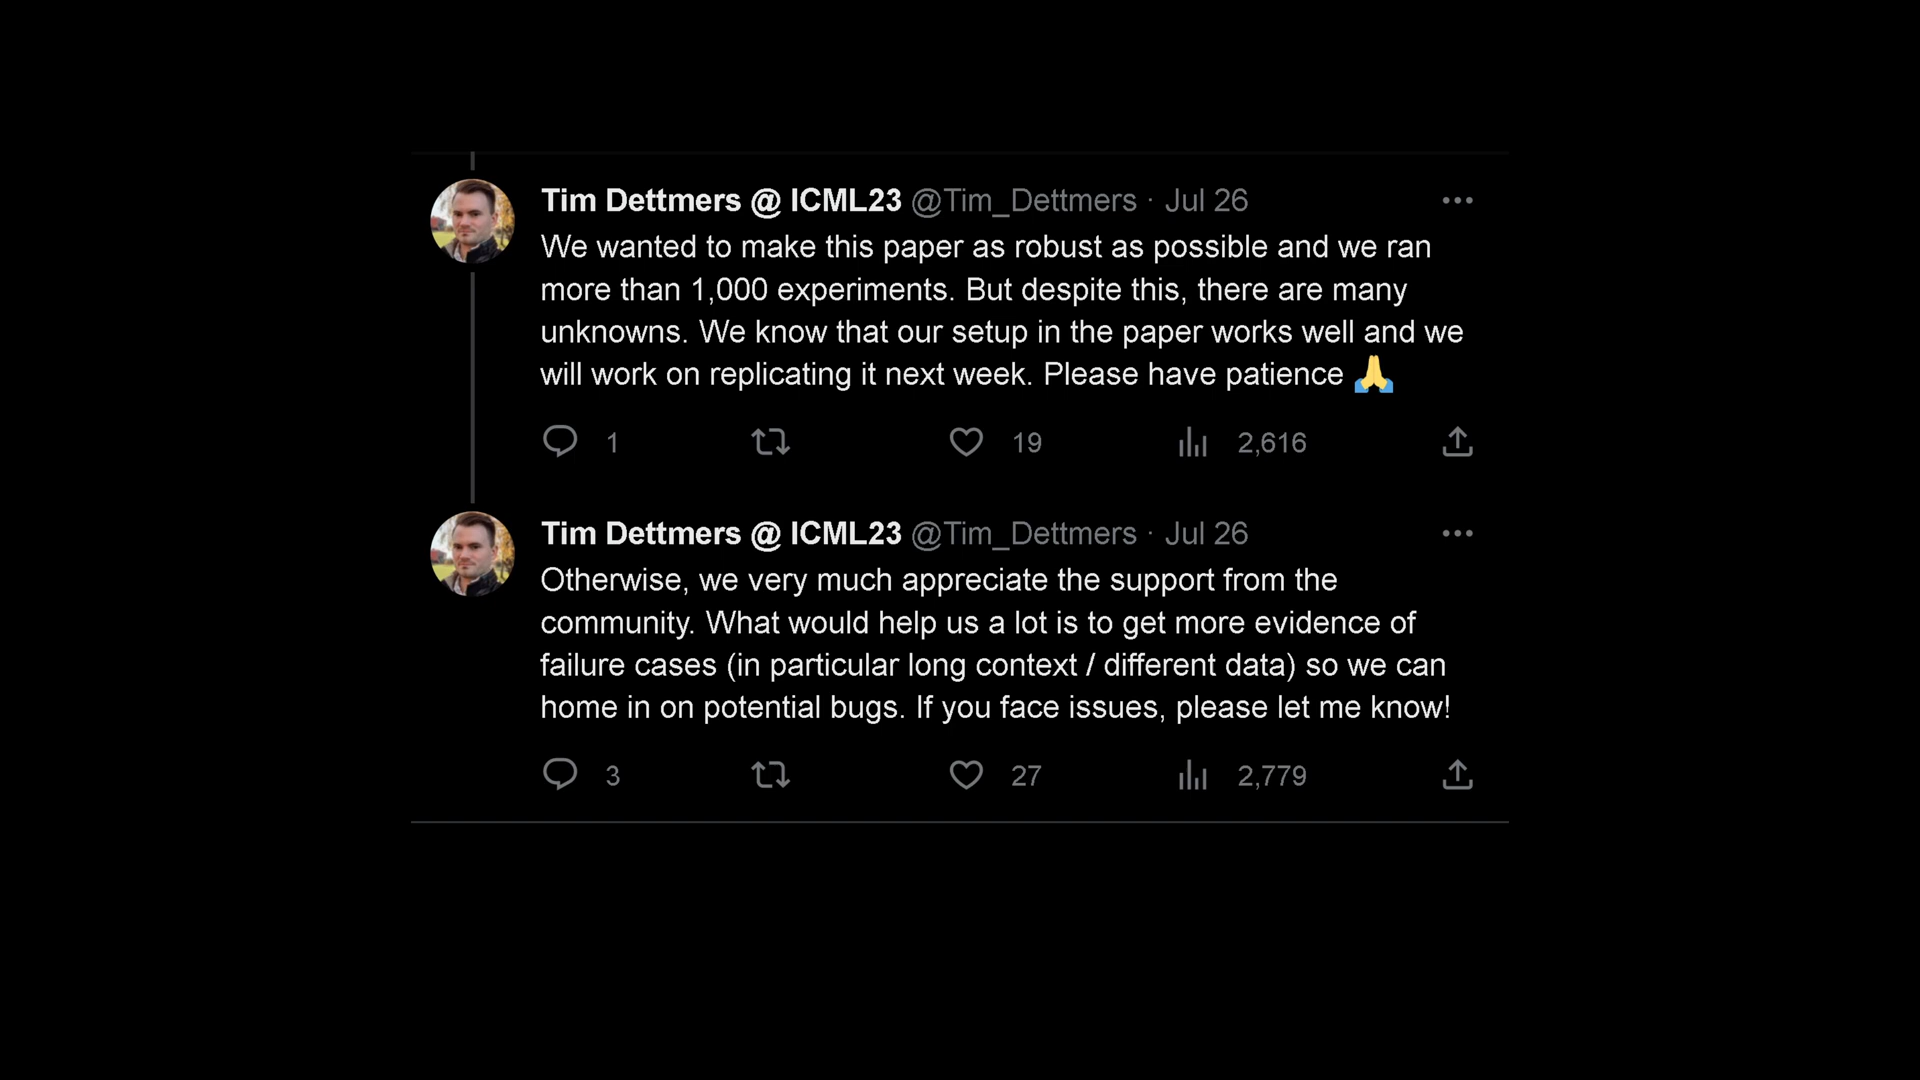 Tim Dettmers @ ICML23 @Tim_Dettmers · Jul 26
We wanted to make this paper as robust as possible and we ran
more than 1,000 experiments. But despite this, there are many
unknowns. We know that our setup in the paper works well and we
will work on replicating it next week. Please have patience 🙏
1 19 2,616
Tim Dettmers @ ICML23 @Tim_Dettmers · Jul 26
Otherwise, we very much appreciate the support from the
community. What would help us a lot is to get more evidence of
failure cases (in particular long context / different data) so we can
home in on potential bugs. If you face issues, please let me know!
3 27 2,779